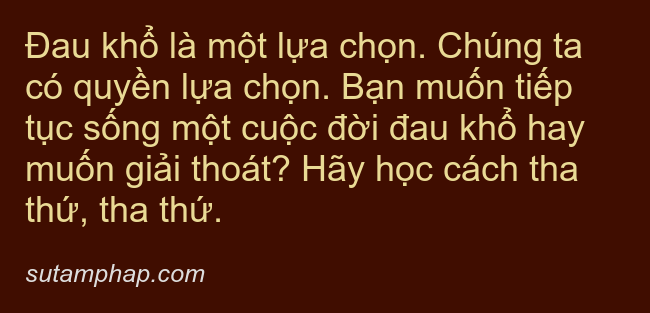 Đau khổ là một lựa chọn. Chúng ta
có quyền lựa chọn. Bạn muốn tiếp
tục sống một cuộc đời đau khổ hay
muốn giải thoát? Hãy học cách tha
thứ, tha thứ.
sutamphap.com